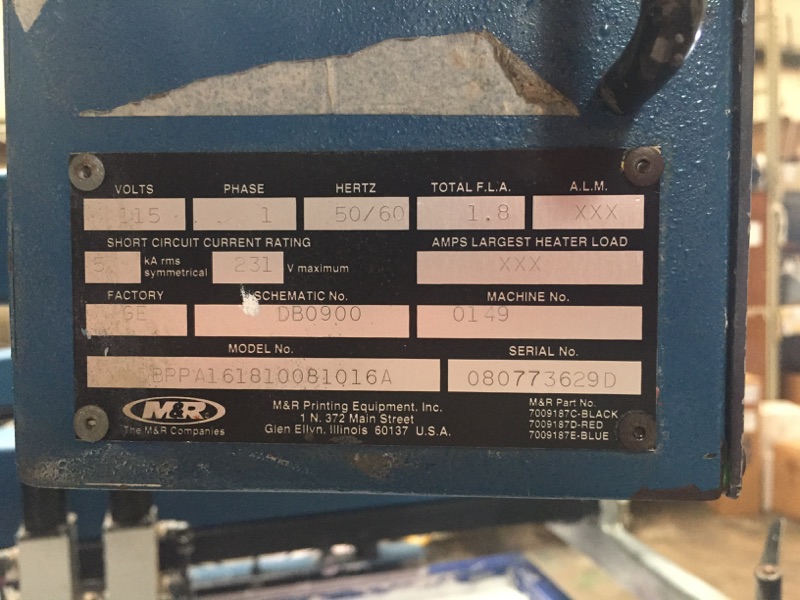 VOLTS PHASE HERTZ TOTAL F.L.A. A.L.M.
115 1 50/60 1.8 XXX
SHORT CIRCUIT CURRENT RATING AMPS LARGEST HEATER LOAD
5 kA rms symmetrical 231 V maximum XXX
FACTORY SCHEMATIC No. MACHINE No.
GE DB0900 0149
MODEL No. SERIAL No.
BPPA161810081016A 080773629D
M&R
The M&R Companies
M&R Printing Equipment, Inc.
1 N. 372 Main Street
Glen Ellyn, Illinois 60137 U.S.A.
M&R Part No.
7009187C-BLACK
7009187D-RED
7009187E-BLUE